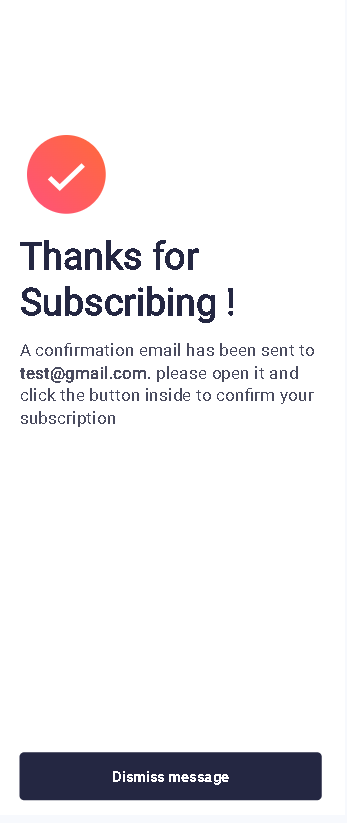 Thanks for
Subscribing !
A confirmation email has been sent to
test@gmail.com. please open it and
click the button inside to confirm your
subscription
Dismiss message